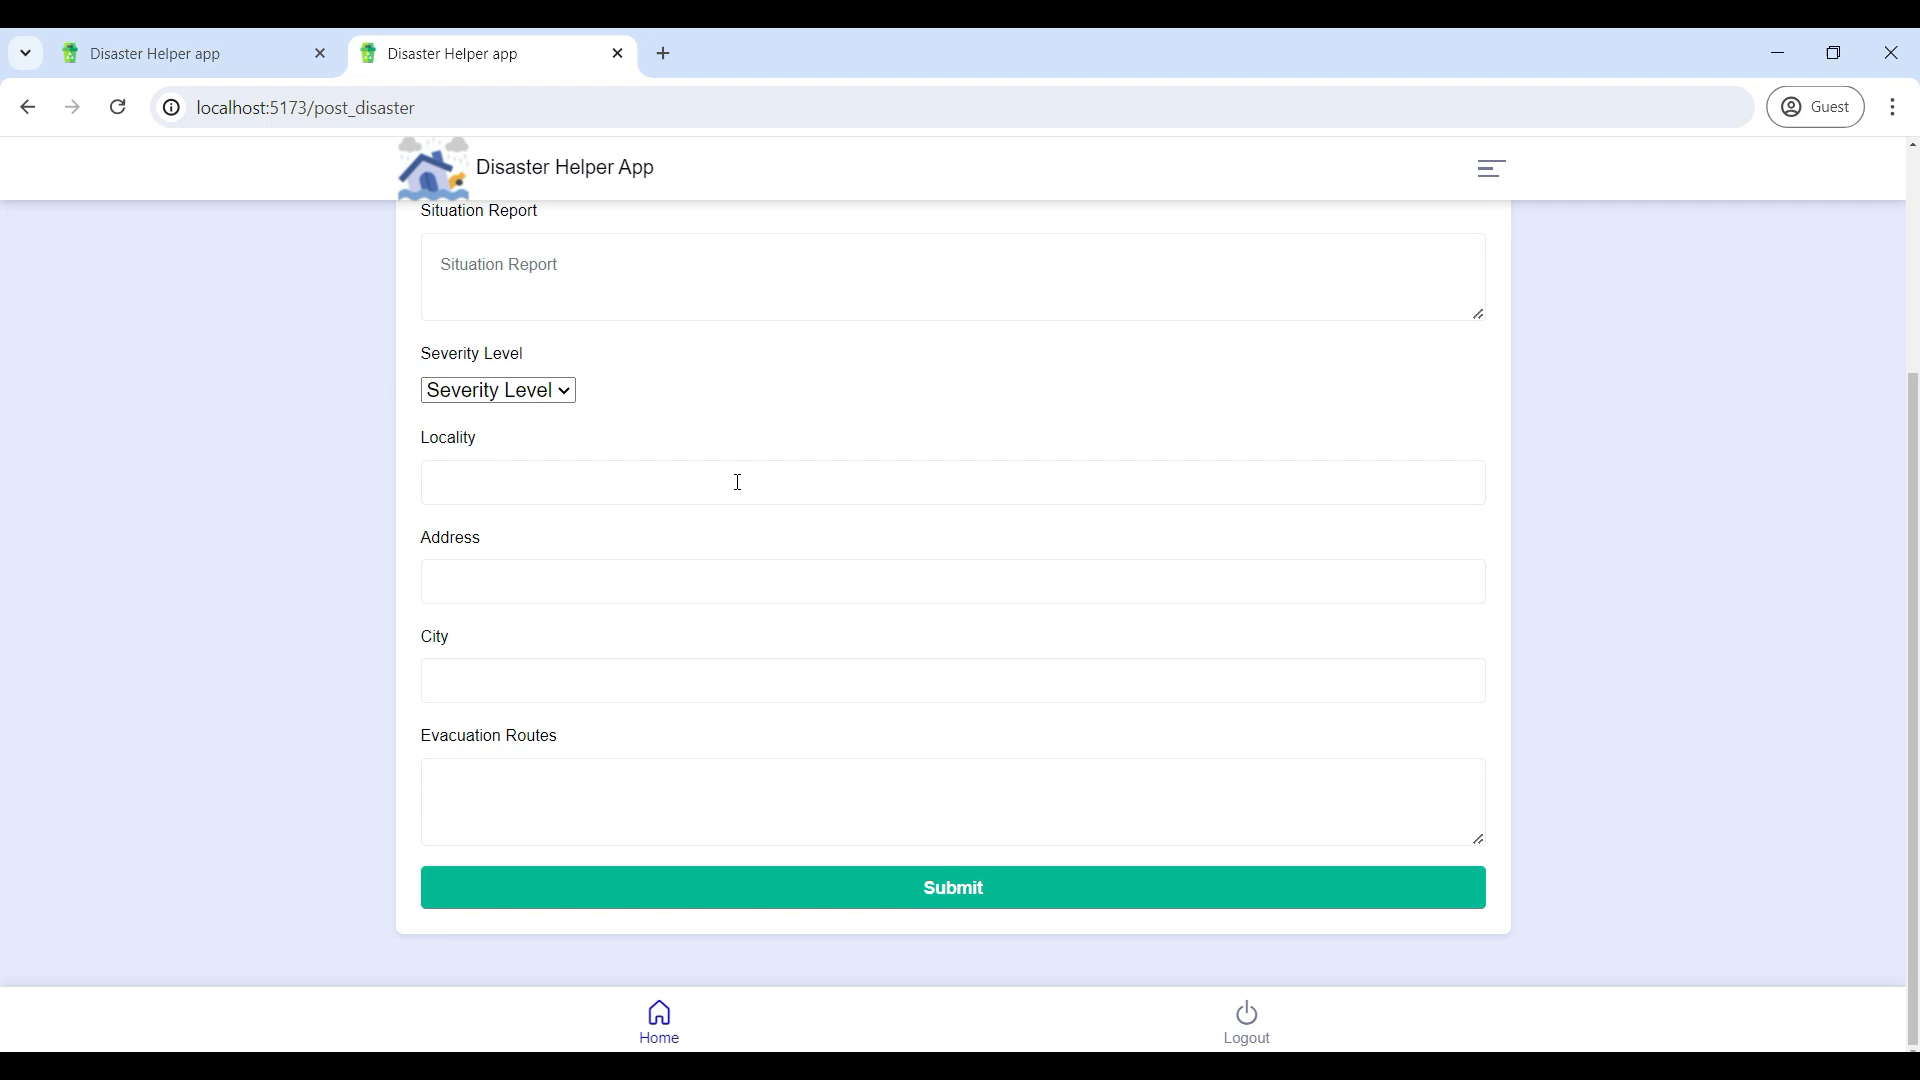 Disaster Helper app
Disaster Helper app
localhost:5173/post_disaster
Guest
Disaster Helper App
Situation Report
Situation Report
Severity Level
Severity Level
Locality
Address
City
Evacuation Routes
Submit
Home
Logout